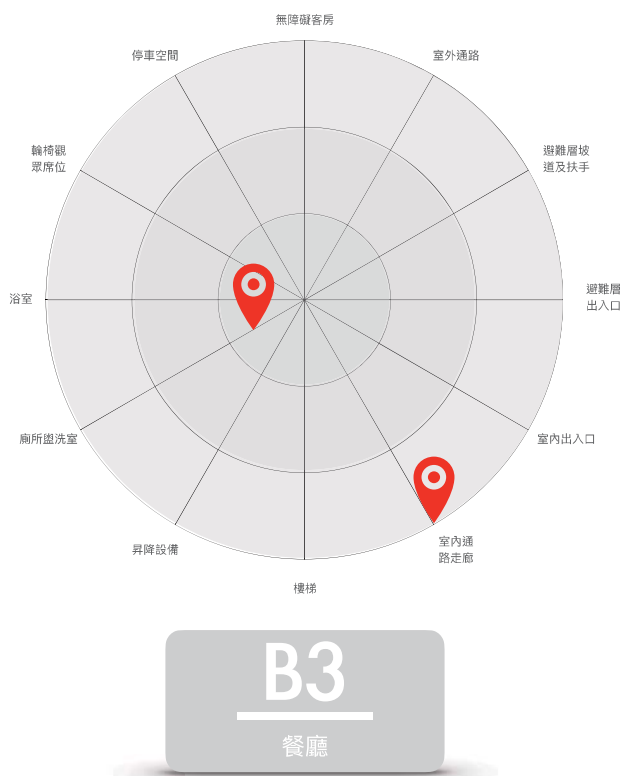 無障礙客房
停車空間
室外通路
輪椅觀
眾席位
避難層坡
道及扶手
浴室
避難層
出入口
廁所盥洗室
室內出入口
昇降設備
室內通
路走廊
樓梯
B3
餐廳